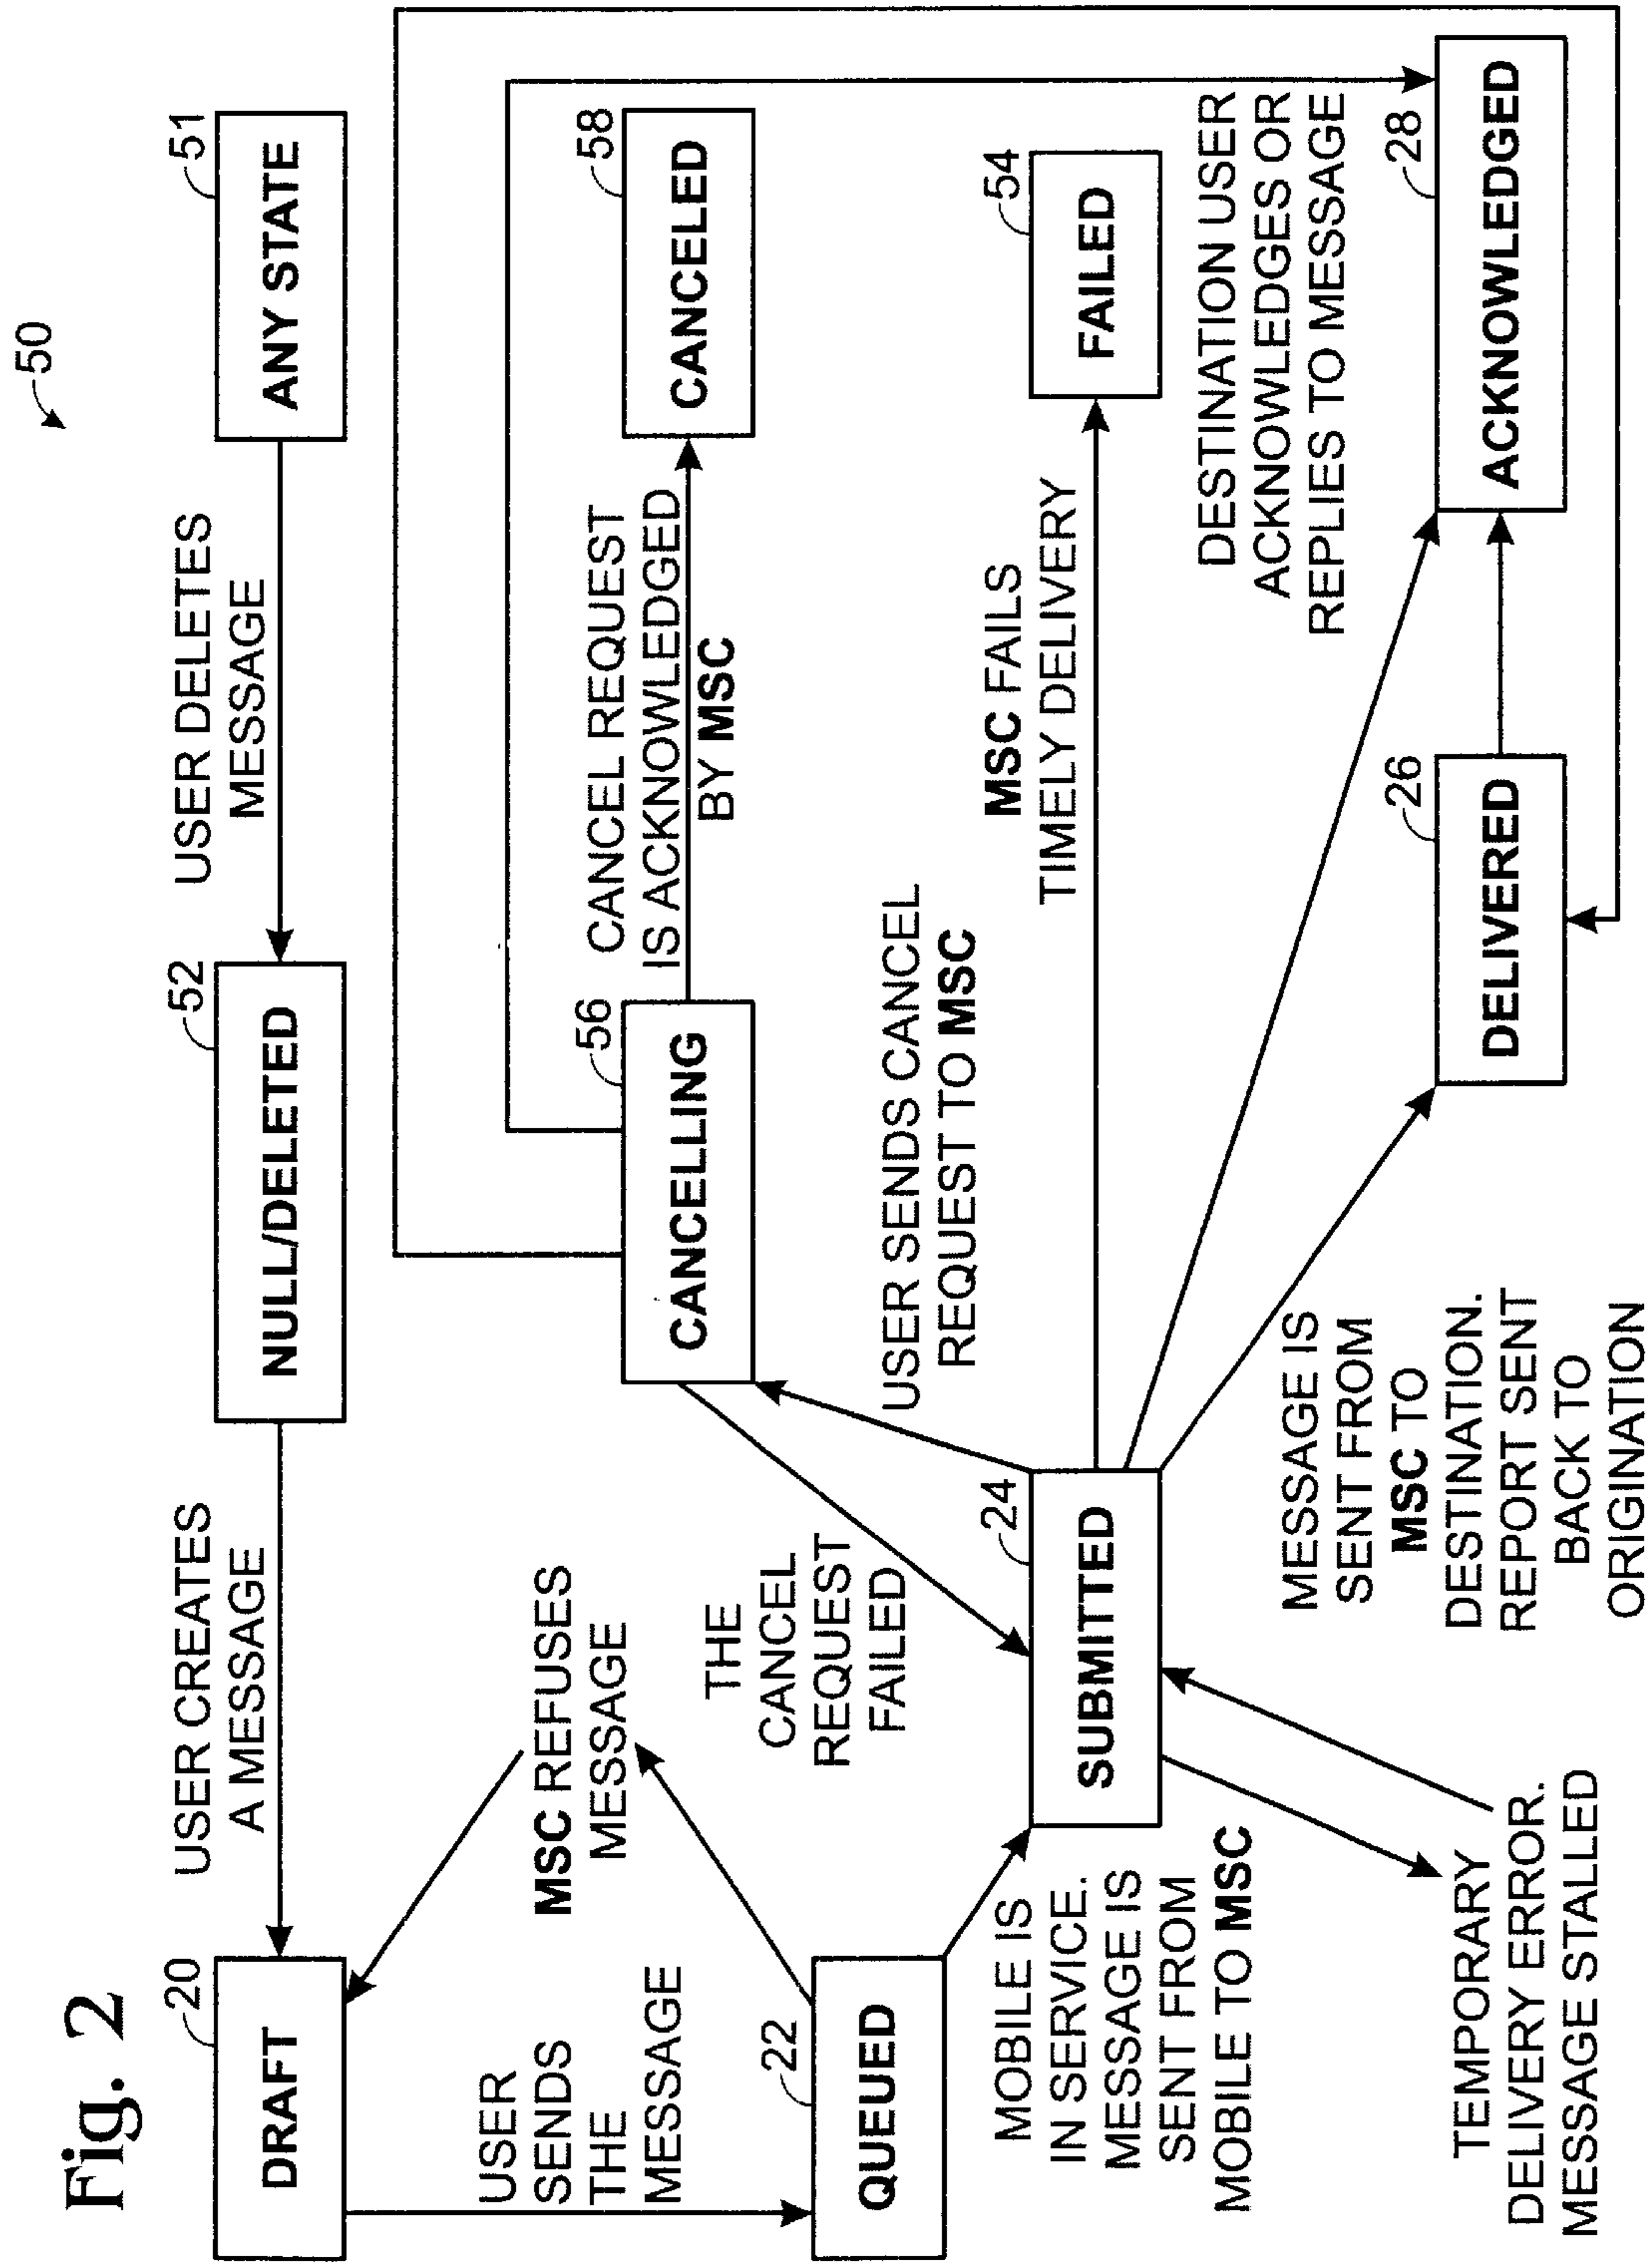 Fig. 2
50
20
DRAFT
USER CREATES
A MESSAGE
52
NULL/DELETED
USER DELETES
MESSAGE
51
ANY STATE
USER
SENDS
THE
MESSAGE
MSC REFUSES
MESSAGE
THE
CANCEL
REQUEST
FAILED
56
CANCELLING
CANCEL REQUEST
IS ACKNOWLEDGED
BY MSC
58
CANCELED
22
QUEUED
USER SENDS CANCEL
REQUEST TO MSC
MOBILE IS
IN SERVICE.
MESSAGE IS
SENT FROM
MOBILE TO MSC
24
SUBMITTED
MSC FAILS
TIMELY DELIVERY
54
FAILED
DESTINATION USER
ACKNOWLEDGES OR
REPLIES TO MESSAGE
MESSAGE IS
SENT FROM
MSC TO
DESTINATION.
REPORT SENT
BACK TO
ORIGINATION
26
DELIVERED
28
ACKNOWLEDGED
TEMPORARY
DELIVERY ERROR.
MESSAGE STALLED